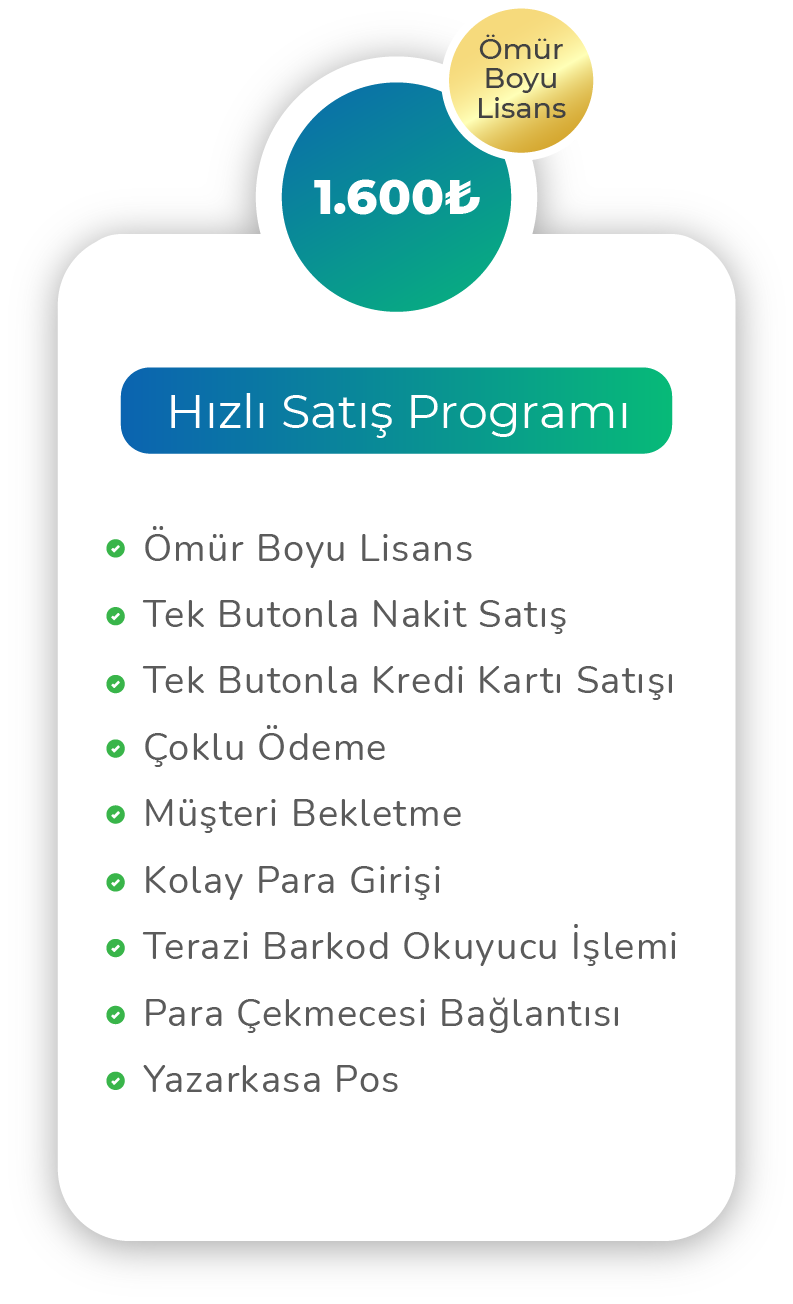 Ömür
Boyu
Lisans
1.600₺
Hızlı Satış Programı
Ömür Boyu Lisans
Tek Butonla Nakit Satış
Tek Butonla Kredi Kartı Satışı
Çoklu Ödeme
Müşteri Bekletme
Kolay Para Girişi
Terazi Barkod Okuyucu İşlemi
Para Çekmecesi Bağlantısı
Yazarkasa Pos